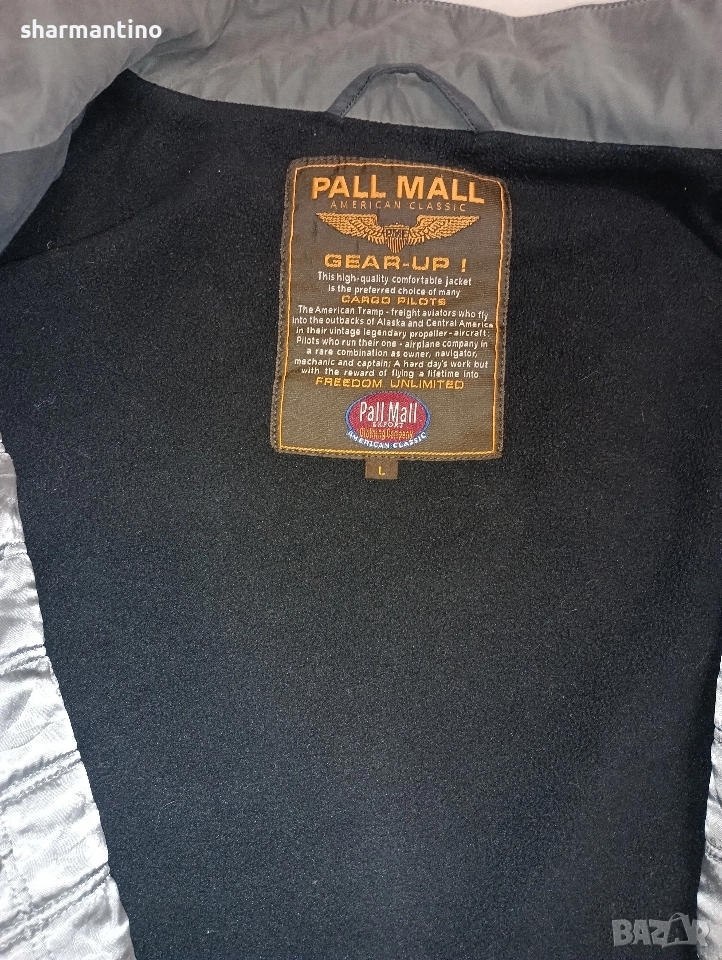 sharmantino
PALL MALL
AMERICAN CLASSIC
PME
GEAR-UP !
This high-quality comfortable jacket
is the preferred choice of many
CARGO PILOTS
The American Tramp - freight aviators who fly
into the outbacks of Alaska and Central America
in their vintage legendary propeller - aircraft:
Pilots who run their one - airplane company in
a rare combination as owner, navigator,
mechanic and captain; A hard day's work but
with the reward of flying a lifetime into
FREEDOM UNLIMITED
Pall Mall
EXPORT
Clothing Company
AMERICAN CLASSIC
L
BAZAR